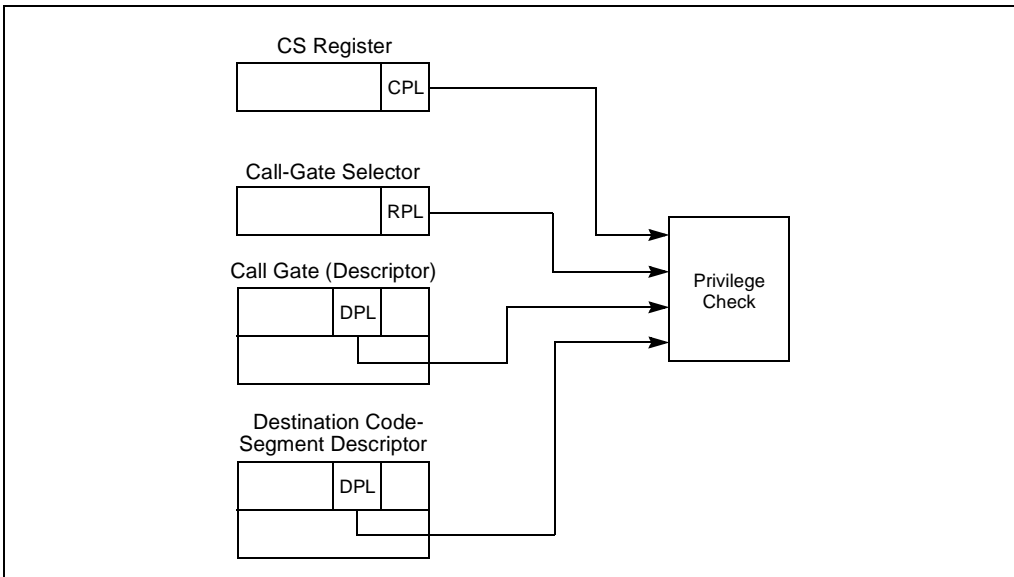 CS Register
CPL
Call-Gate Selector
RPL
Call Gate (Descriptor)
DPL
Privilege
Check
Destination Code-
Segment Descriptor
DPL